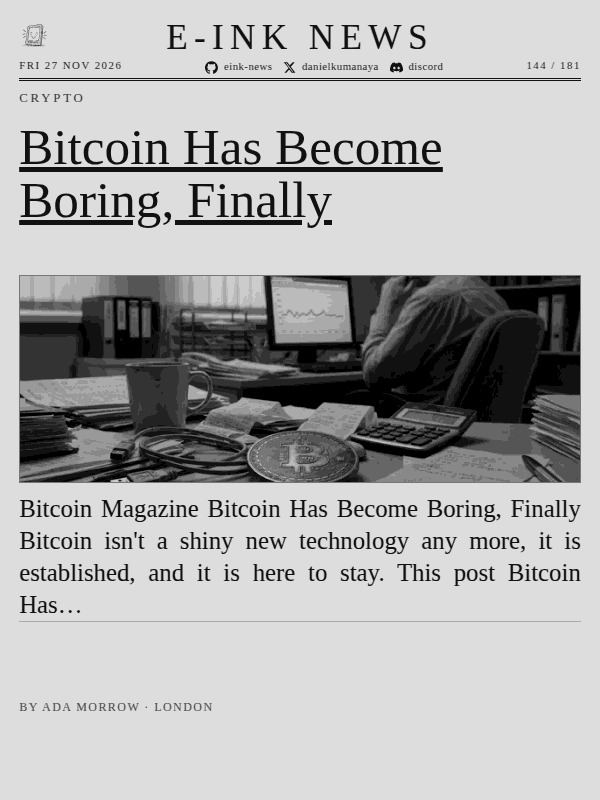 E-INK NEWS
FRI 27 NOV 2026
eink-news danielkumanaya discord
144 / 181
CRYPTO
Bitcoin Has Become
Boring, Finally
Bitcoin Magazine Bitcoin Has Become Boring, Finally
Bitcoin isn't a shiny new technology any more, it is
established, and it is here to stay. This post Bitcoin
Has…
BY ADA MORROW · LONDON